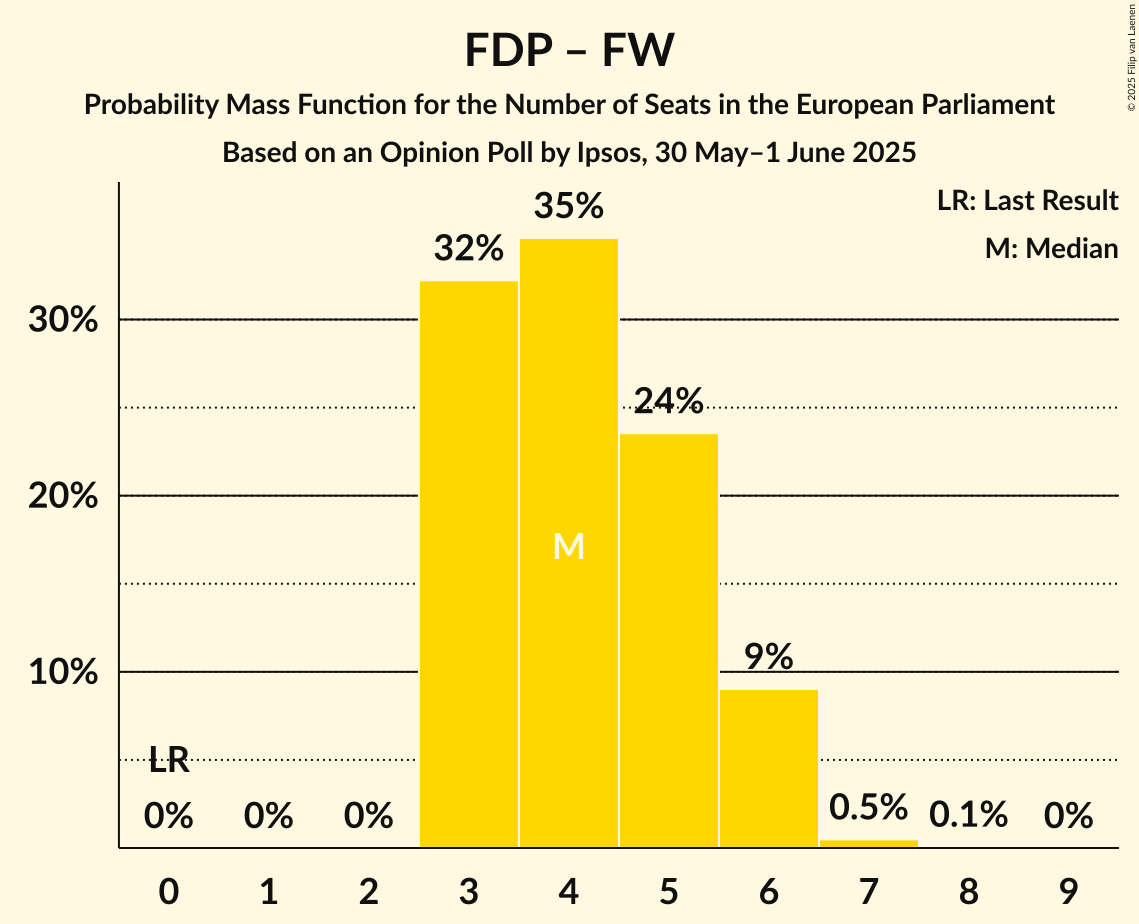 FDP – FW
Probability Mass Function for the Number of Seats in the European Parliament
Based on an Opinion Poll by Ipsos, 30 May–1 June 2025
© 2025 Filip van Laenen
LR: Last Result
M: Median
35%
32%
30%
24%
20%
M
10%
9%
LR
0%
0%
0%
0.5%
0.1%
0%
0 1 2 3 4 5 6 7 8 9